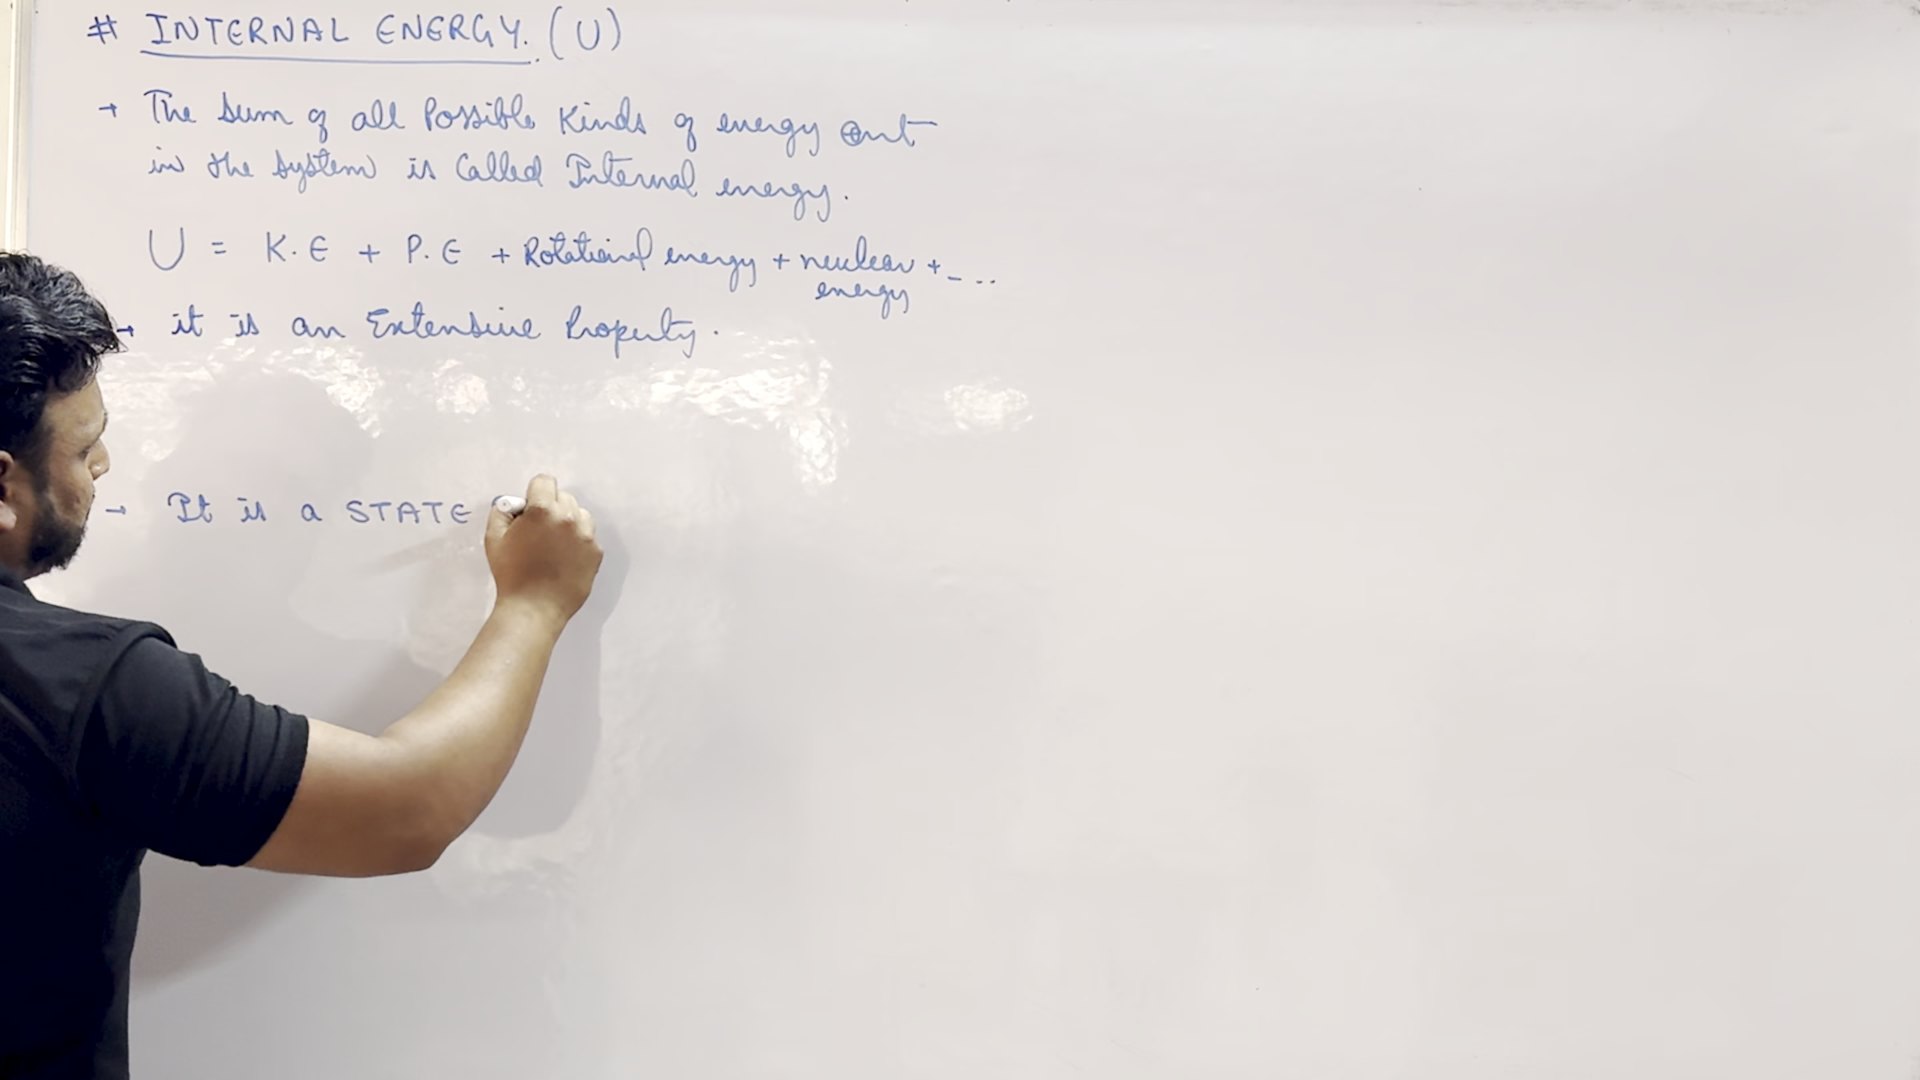 # INTERNAL ENERGY. (U)
→ The sum of all Possible Kinds of energy
in the system is Called Internal energy.
U = K.E + P.E + Rotational energy + nuclear + - ..
energy
→ it is an Extensive Property.
→ It is a STATE